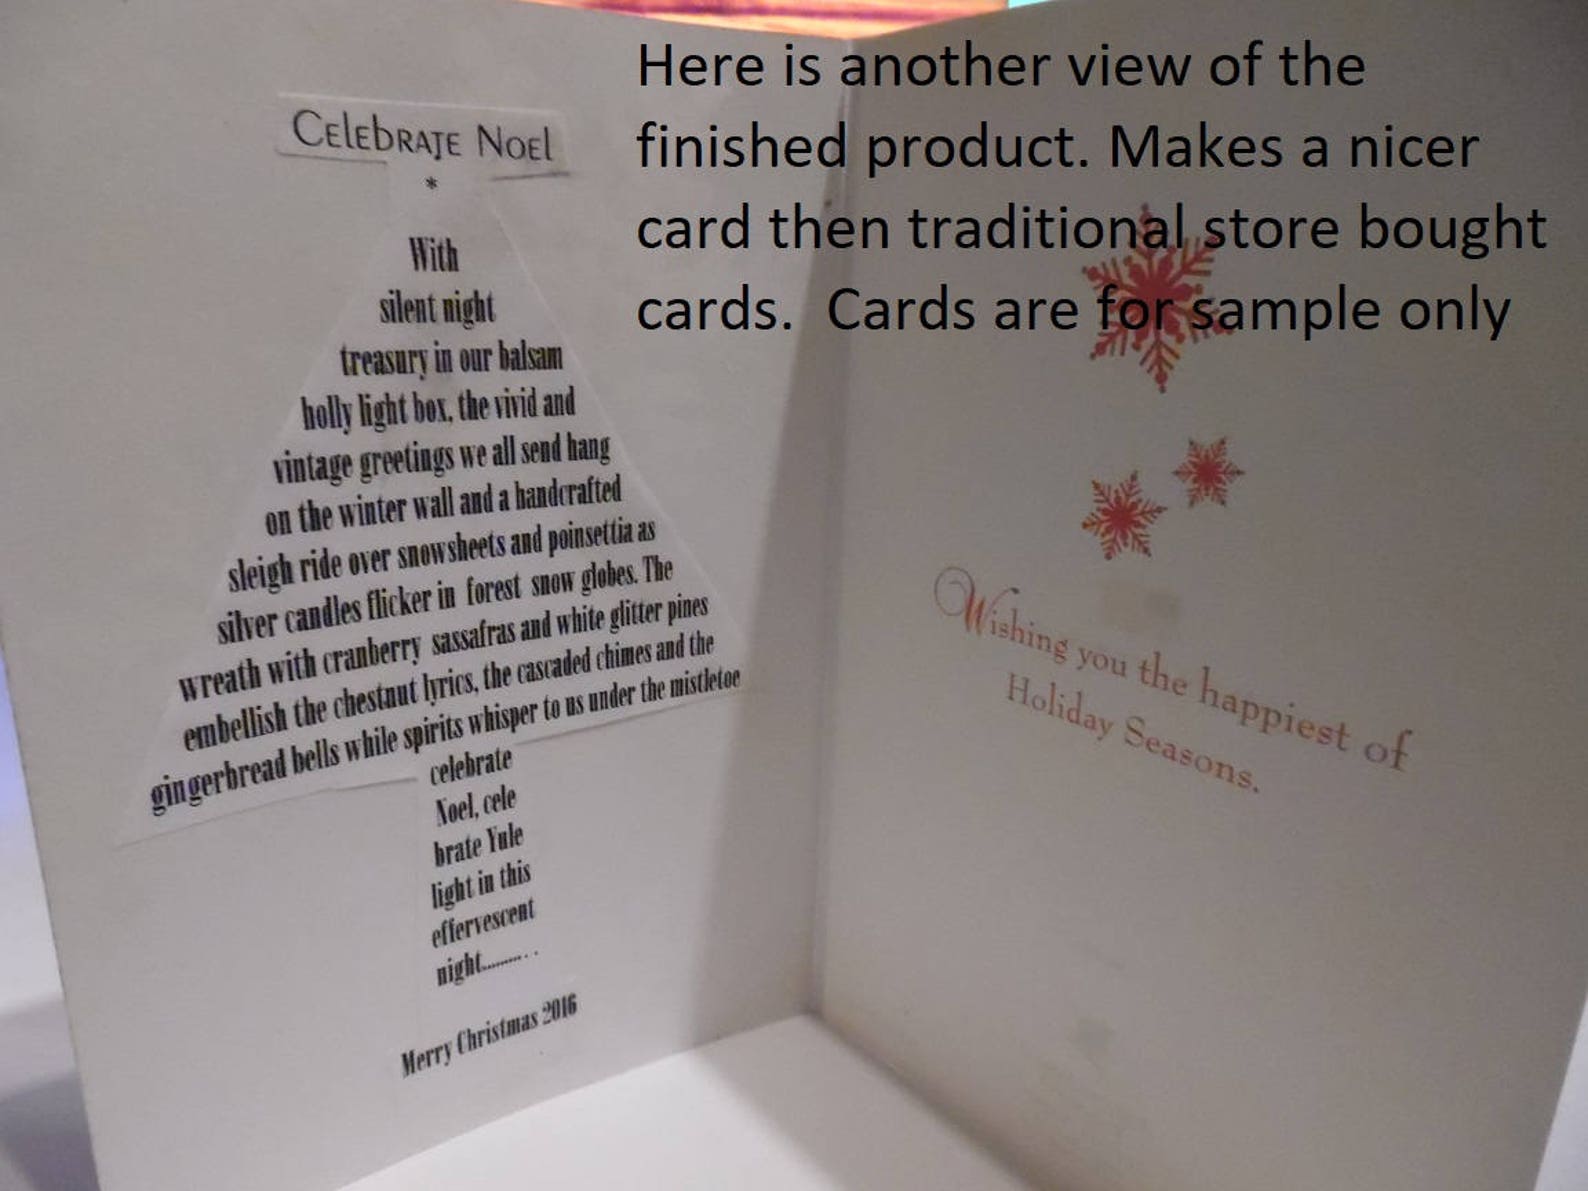 Here is another view of the
finished product. Makes a nicer
card then traditional store bought
cards.  Cards are for sample only
Celebrate Noel
*
With
silent night
treasury in our balsam
holly light box, the vivid and
vintage greetings we all send hang
on the winter wall and a handcrafted
sleigh ride over snowsheets and poinsettia as
silver candles flicker in forest snow globes. The
wreath with cranberry sassafras and white glitter pines
embellish the chestnut lyrics, the cascaded chimes and the
gingerbread bells while spirits whisper to us under the mistletoe
celebrate
Noel, cele
brate Yule
light in this
effervescent
night...........
Merry Christmas 2016
Wishing you the happiest of
Holiday Seasons.